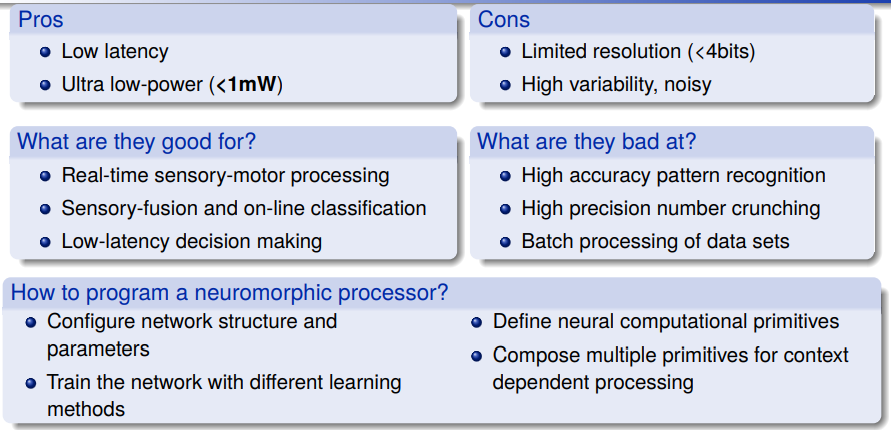 Pros
Low latency
Ultra low-power (<1mW)
Cons
Limited resolution (<4bits)
High variability, noisy
What are they good for?
Real-time sensory-motor processing
Sensory-fusion and on-line classification
Low-latency decision making
What are they bad at?
High accuracy pattern recognition
High precision number crunching
Batch processing of data sets
How to program a neuromorphic processor?
Configure network structure and
parameters
Train the network with different learning
methods
Define neural computational primitives
Compose multiple primitives for context
dependent processing